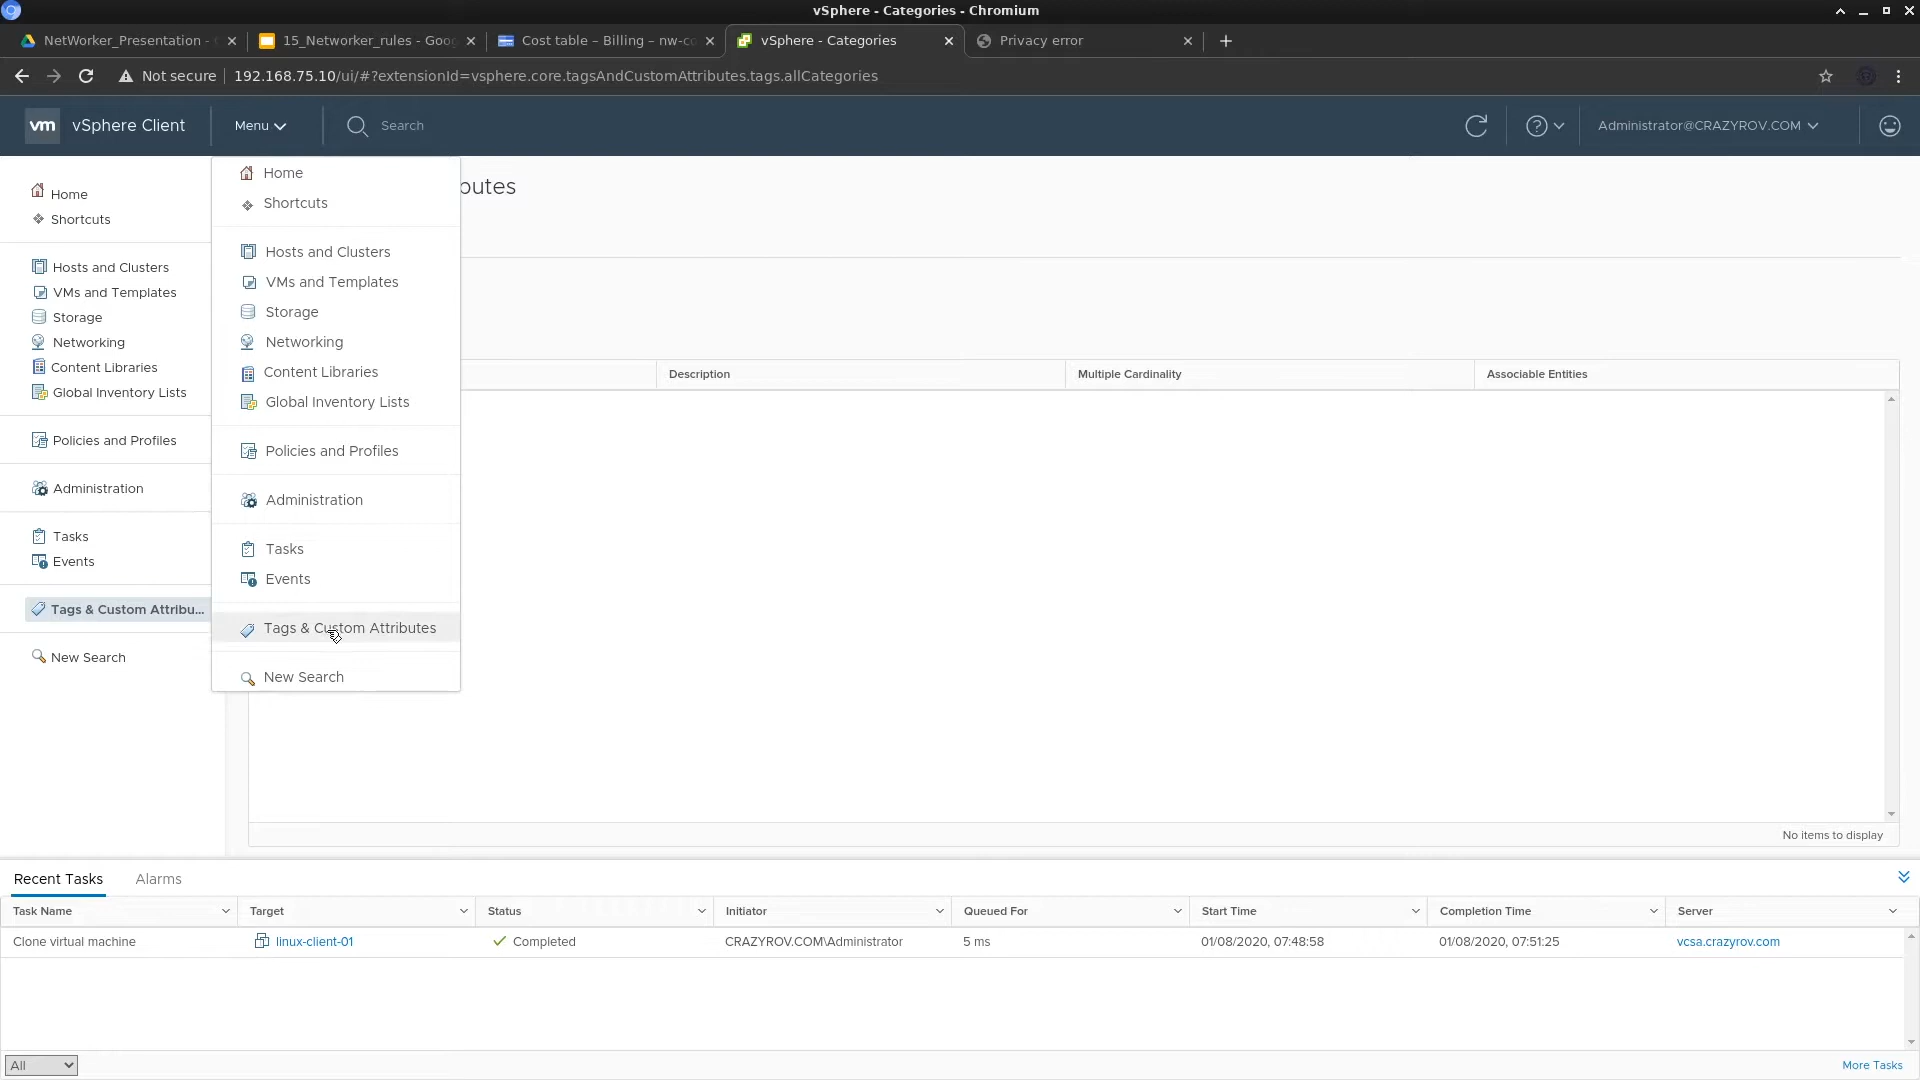 vSphere - Categories - Chromium
NetWorker_Presentation -
15_Networker_rules - Goo
Cost table – Billing – nw-co
vSphere - Categories
Privacy error
Not secure
192.168.75.10/ui/#?extensionId=vsphere.core.tagsAndCustomAttributes.tags.allCategories
vm
vSphere Client
Menu
Search
Administrator@CRAZYROV.COM
Home
Shortcuts
Hosts and Clusters
VMs and Templates
Storage
Networking
Content Libraries
Global Inventory Lists
Policies and Profiles
Administration
Tasks
Events
Tags & Custom Attribu...
New Search
Home
Shortcuts
Hosts and Clusters
VMs and Templates
Storage
Networking
Content Libraries
Global Inventory Lists
Policies and Profiles
Administration
Tasks
Events
Tags & Custom Attributes
New Search
butes
Description
Multiple Cardinality
Associable Entities
No items to display
Recent Tasks
Alarms
Task Name
Target
Status
Initiator
Queued For
Start Time
Completion Time
Server
Clone virtual machine
linux-client-01
Completed
CRAZYROV.COM\Administrator
5 ms
01/08/2020, 07:48:58
01/08/2020, 07:51:25
vcsa.crazyrov.com
All
More Tasks